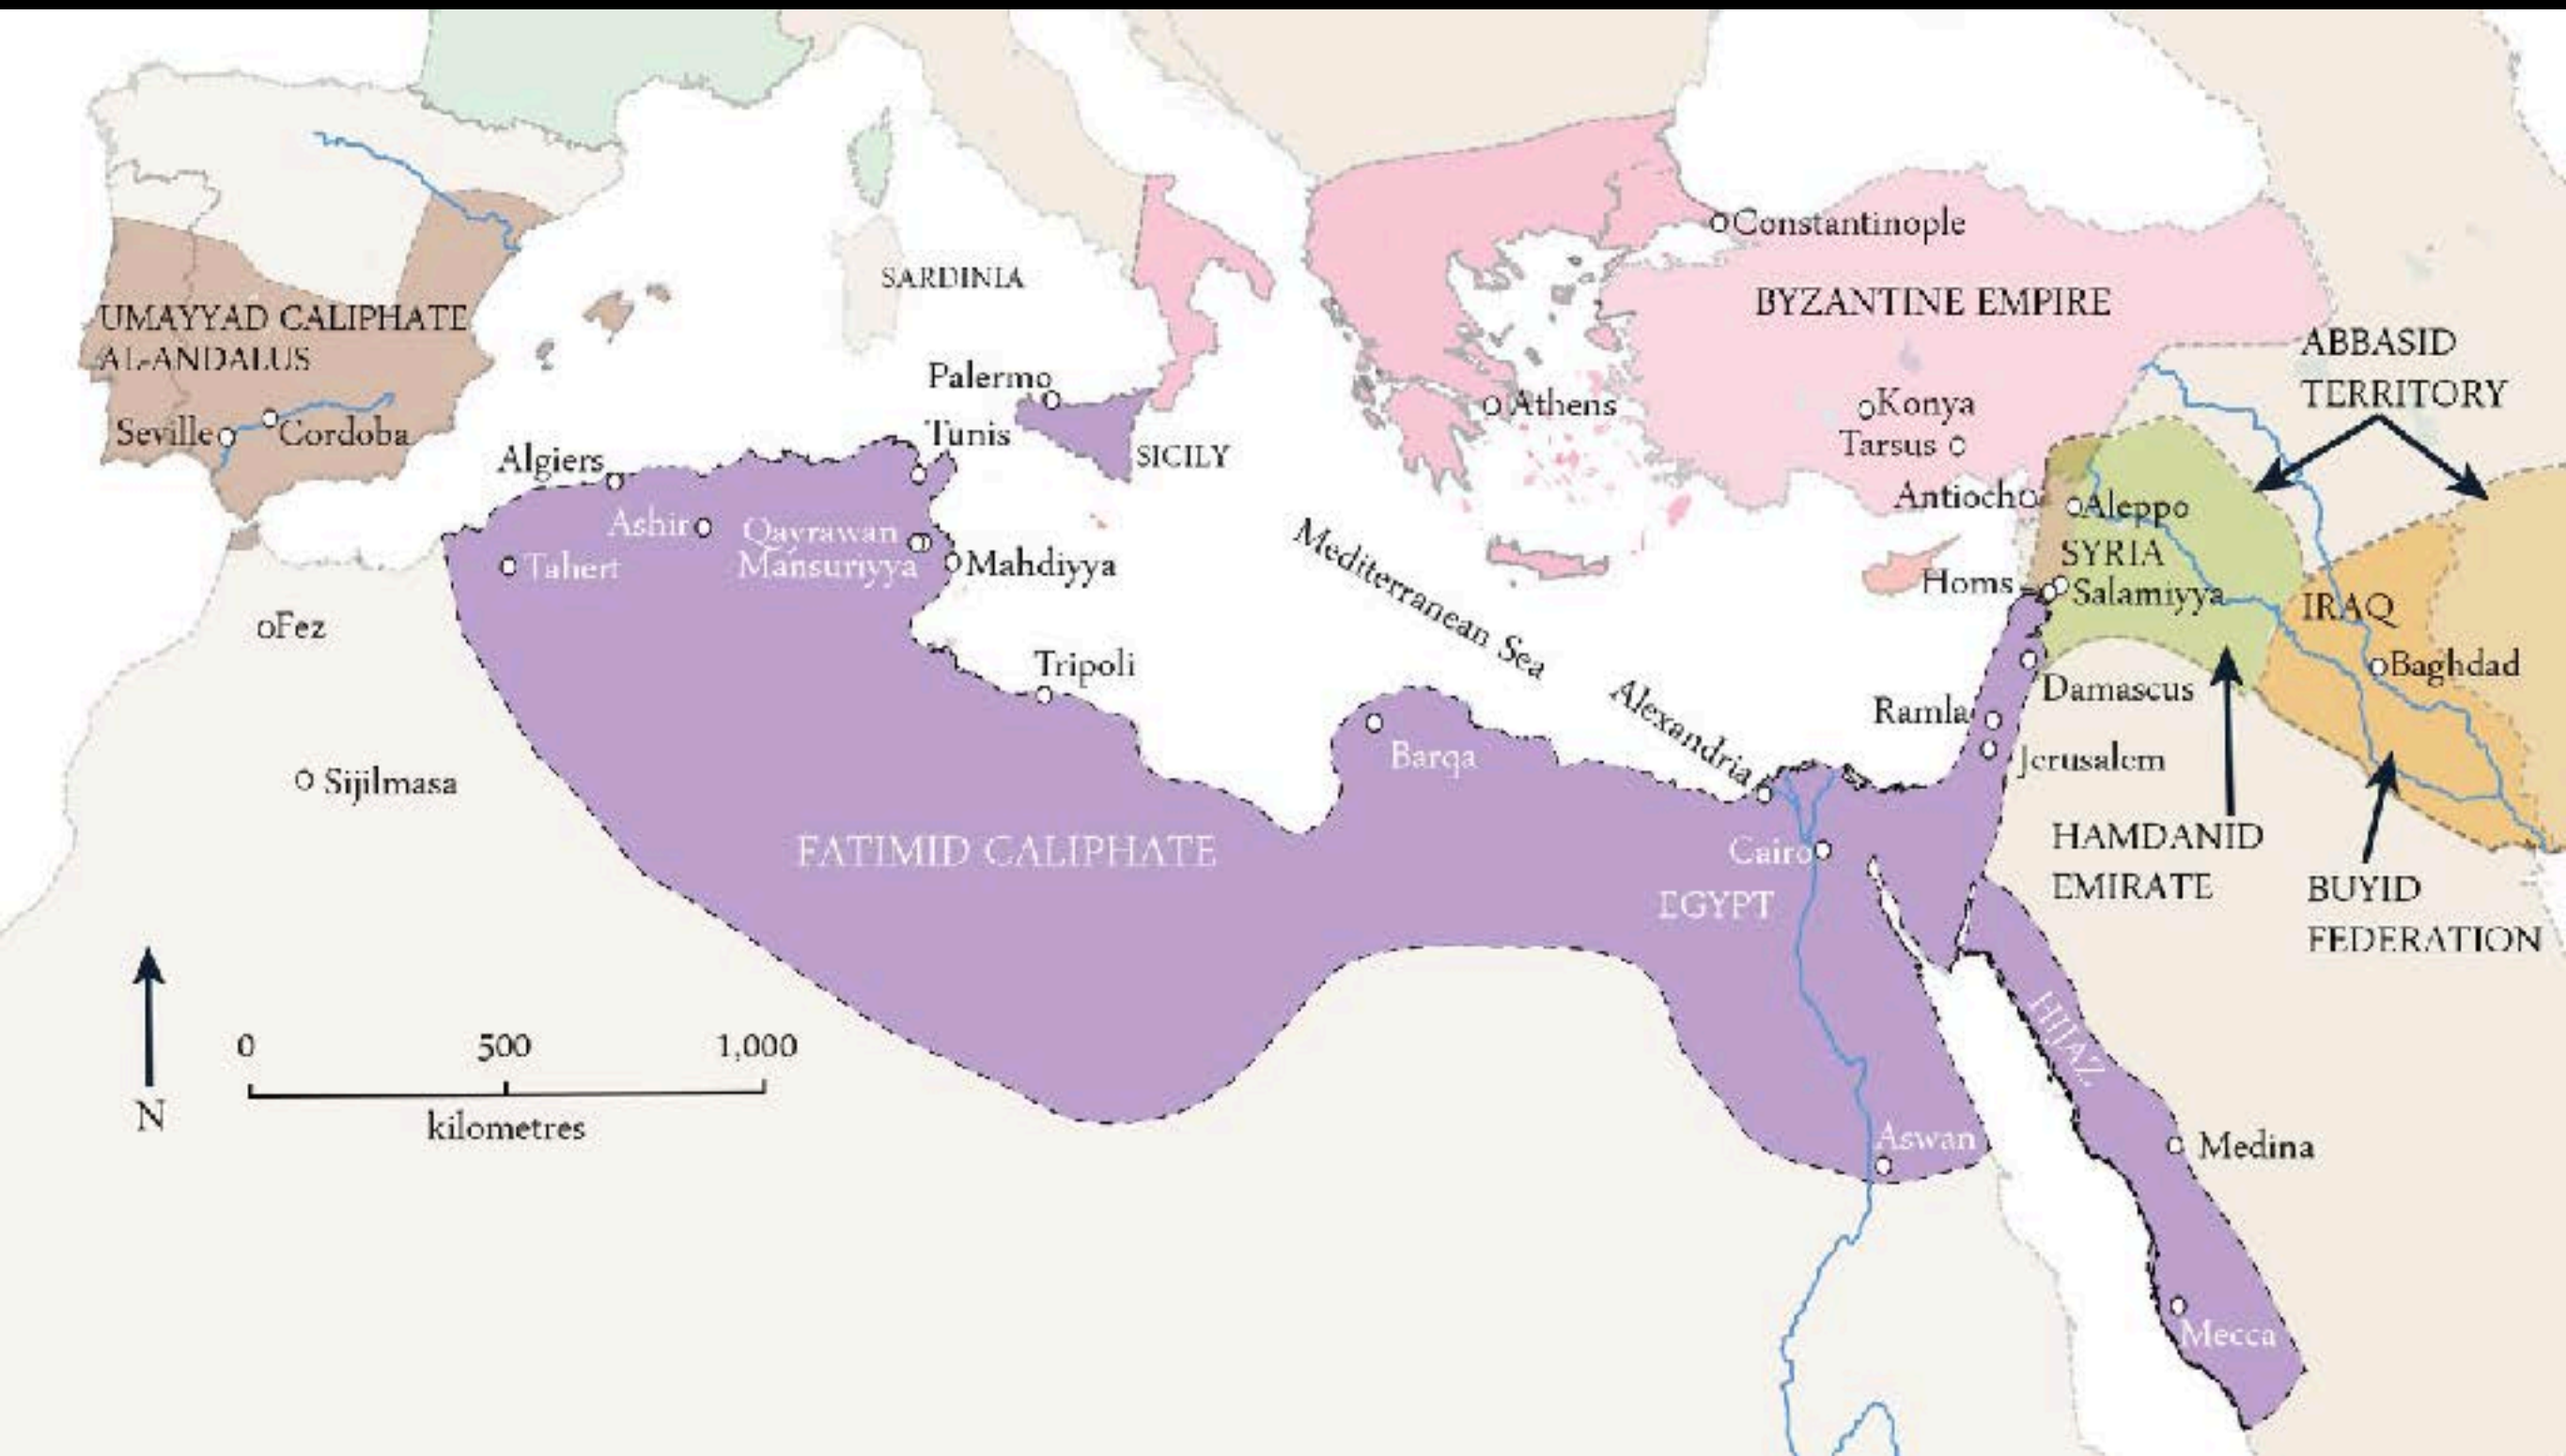 Constantinople
SARDINIA
BYZANTINE EMPIRE
UMAYYAD CALIPHATE
AL-ANDALUS
ABBASID
TERRITORY
Palermo
Athens
Konya
Seville
Cordoba
Tunis
Tarsus
Algiers
SICILY
Antioch
Aleppo
Ashir
Qayrawan
Mansuriyya
Mahdiyya
Tahert
SYRIA
Homs
Salamiyya
IRAQ
Mediterranean Sea
Fez
Tripoli
Baghdad
Damascus
Ramla
Alexandria
Barqa
Jerusalem
Sijilmasa
FATIMID CALIPHATE
Cairo
HAMDANID
EMIRATE
EGYPT
BUYID
FEDERATION
HIJAZ
0 500 1,000
kilometres
N
Aswan
Medina
Mecca